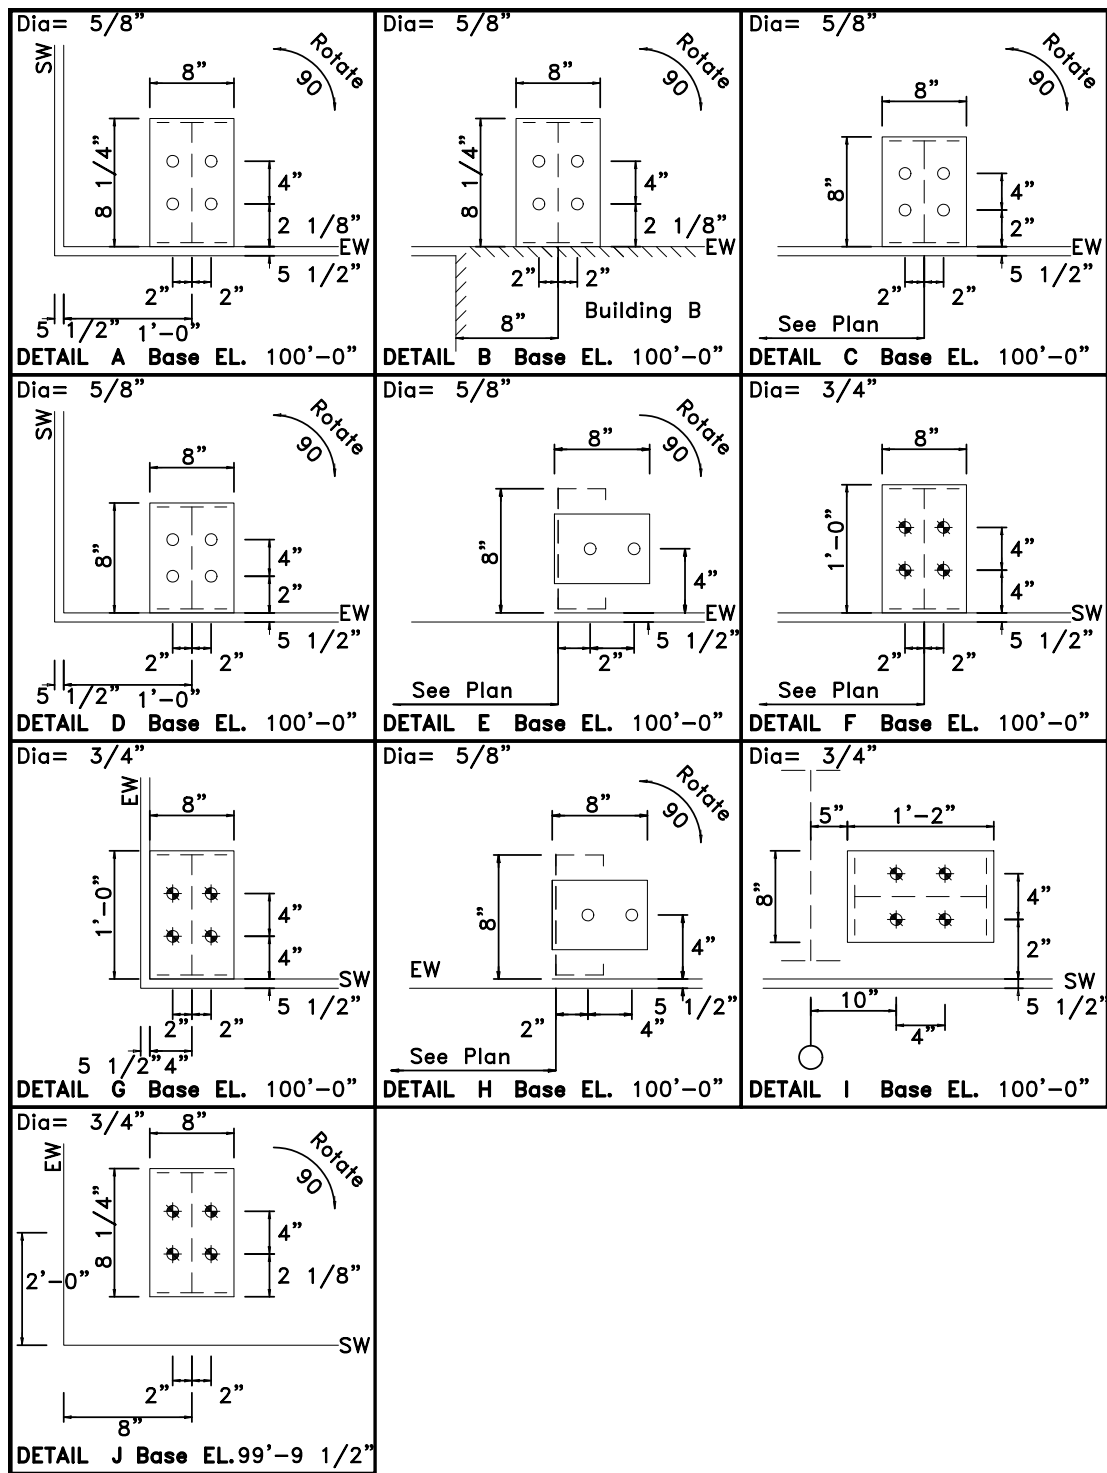 Dia= 5/8"
SW
Rotate
90
8"
8 1/4"
4"
2 1/8"
EW
5 1/2"
2" 2"
5 1/2" 1'-0"
DETAIL A Base EL. 100'-0"
Dia= 5/8"
Rotate
90
8"
8 1/4"
4"
2 1/8"
EW
2" 2"
Building B
8"
DETAIL B Base EL. 100'-0"
Dia= 5/8"
Rotate
90
8"
8"
4"
2"
EW
5 1/2"
2" 2"
See Plan
DETAIL C Base EL. 100'-0"
Dia= 5/8"
SW
Rotate
90
8"
8"
4"
2"
EW
5 1/2"
2" 2"
5 1/2" 1'-0"
DETAIL D Base EL. 100'-0"
Dia= 5/8"
Rotate
90
8"
8"
4"
EW
5 1/2"
2"
See Plan
DETAIL E Base EL. 100'-0"
Dia= 3/4"
8"
1'-0"
4"
4"
SW
5 1/2"
2" 2"
See Plan
DETAIL F Base EL. 100'-0"
Dia= 3/4"
EW
8"
1'-0"
4"
4"
SW
5 1/2"
2" 2"
5 1/2" 4"
DETAIL G Base EL. 100'-0"
Dia= 5/8"
Rotate
90
8"
8"
4"
EW
5 1/2"
2" 4"
See Plan
DETAIL H Base EL. 100'-0"
Dia= 3/4"
5" 1'-2"
8"
4"
2"
SW
5 1/2"
10"
4"
DETAIL I Base EL. 100'-0"
Dia= 3/4"
EW
8"
Rotate
90
8 1/4"
4"
2'-0"
2 1/8"
SW
2" 2"
8"
DETAIL J Base EL. 99'-9 1/2"